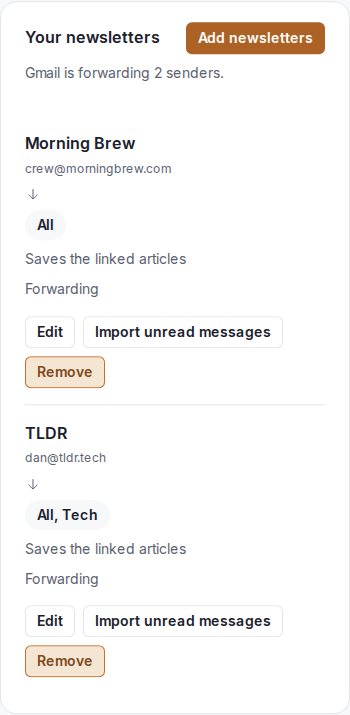 Your newsletters
Add newsletters
Gmail is forwarding 2 senders.
Morning Brew
crew@morningbrew.com
↓
All
Saves the linked articles
Forwarding
Edit
Import unread messages
Remove
TLDR
dan@tldr.tech
↓
All, Tech
Saves the linked articles
Forwarding
Edit
Import unread messages
Remove